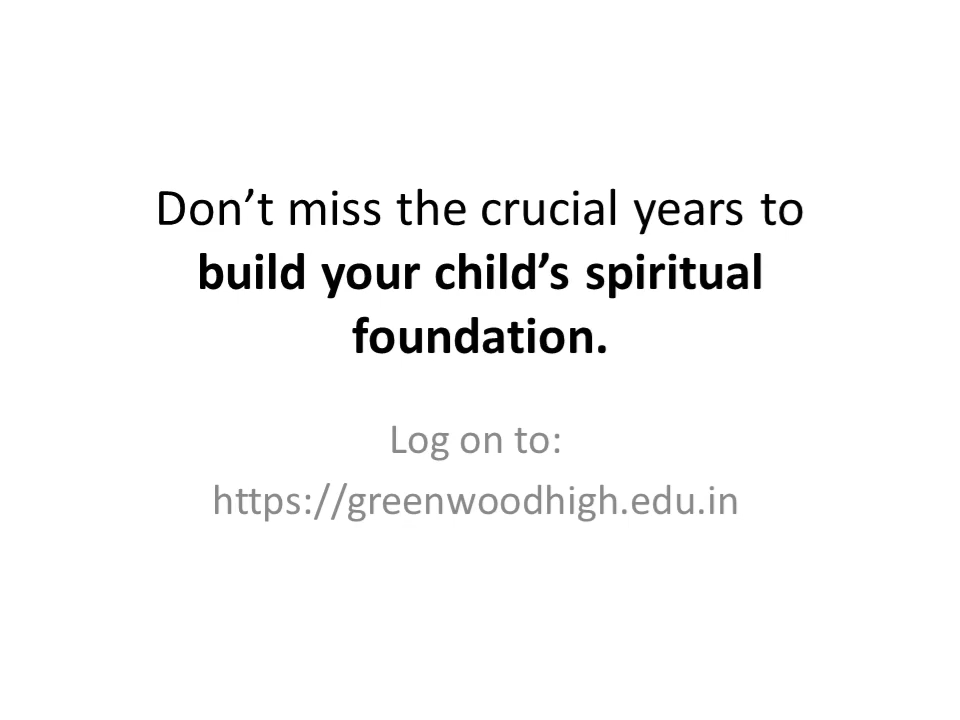 Don’t miss the crucial years to
build your child’s spiritual
foundation.
Log on to:
https://greenwoodhigh.edu.in